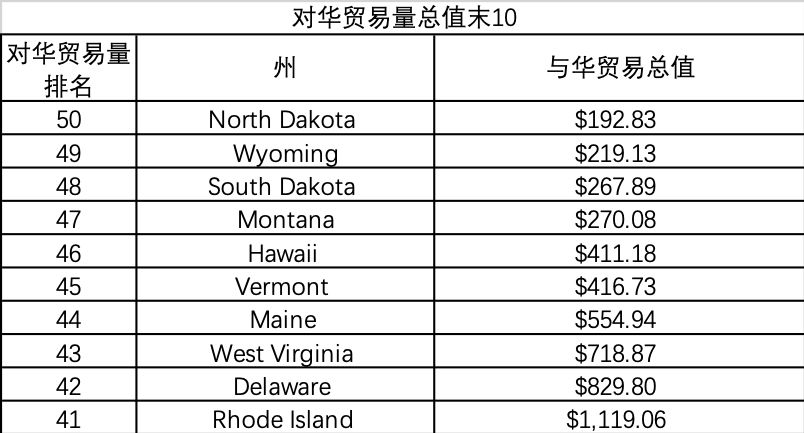 对华贸易量总值末10
对华贸易量
排名
州
与华贸易总值
50 North Dakota $192.83
49 Wyoming $219.13
48 South Dakota $267.89
47 Montana $270.08
46 Hawaii $411.18
45 Vermont $416.73
44 Maine $554.94
43 West Virginia $718.87
42 Delaware $829.80
41 Rhode Island $1,119.06